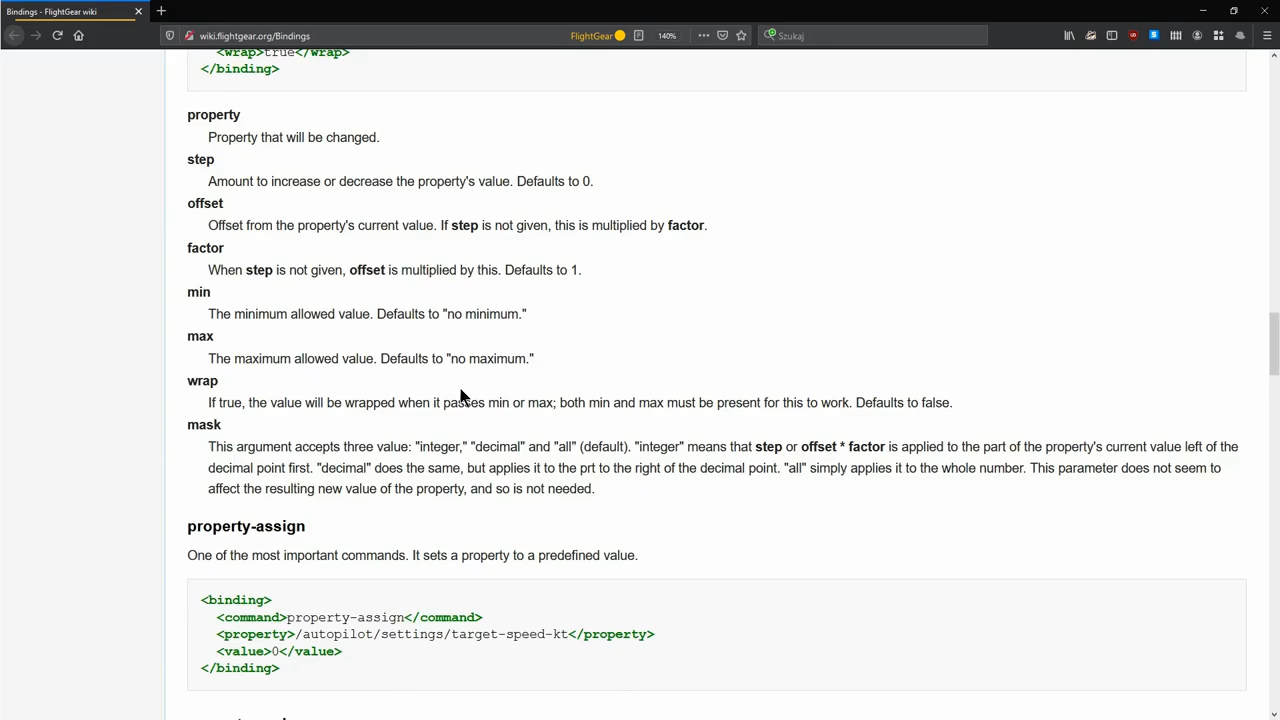 Bindings - FlightGear wiki
wiki.flightgear.org/Bindings
FlightGear
140%
Szukaj
<wrap>true</wrap>
</binding>
property
Property that will be changed.
step
Amount to increase or decrease the property's value. Defaults to 0.
offset
Offset from the property's current value. If step is not given, this is multiplied by factor.
factor
When step is not given, offset is multiplied by this. Defaults to 1.
min
The minimum allowed value. Defaults to "no minimum."
max
The maximum allowed value. Defaults to "no maximum."
wrap
If true, the value will be wrapped when it passes min or max; both min and max must be present for this to work. Defaults to false.
mask
This argument accepts three value: "integer," "decimal" and "all" (default). "integer" means that step or offset * factor is applied to the part of the property's current value left of the
decimal point first. "decimal" does the same, but applies it to the prt to the right of the decimal point. "all" simply applies it to the whole number. This parameter does not seem to
affect the resulting new value of the property, and so is not needed.
property-assign
One of the most important commands. It sets a property to a predefined value.
<binding>
<command>property-assign</command>
<property>/autopilot/settings/target-speed-kt</property>
<value>0</value>
</binding>